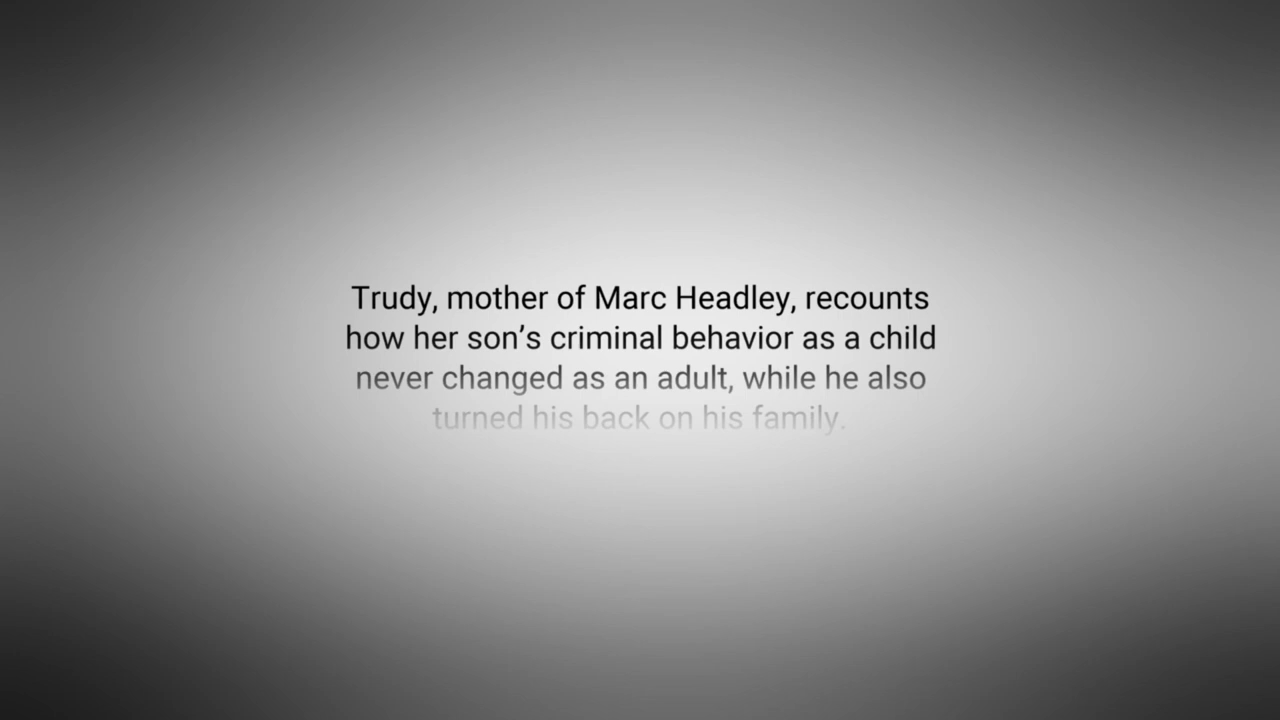 Trudy, mother of Marc Headley, recounts
how her son’s criminal behavior as a child
never changed as an adult, while he also
turned his back on his family.